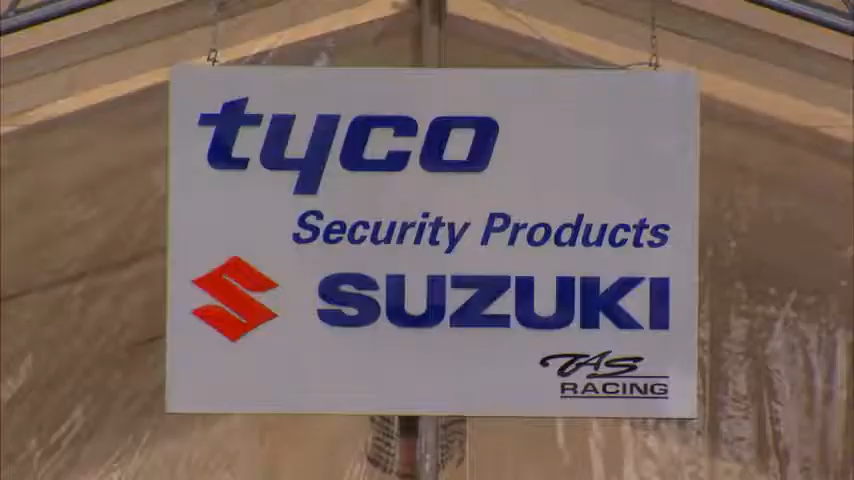 tyco
Security Products
SUZUKI
TAS
RACING